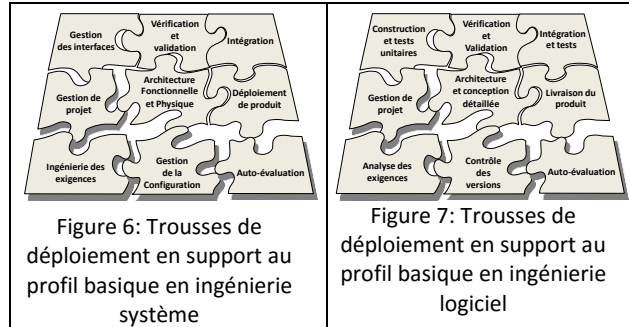 Gestion
des interfaces
Vérification
et
validation
Intégration
Gestion de
projet
Architecture
Fonctionnelle
et Physique
Déploiement
de produit
Ingénierie des
exigences
Gestion
de la
Configuration
Auto-évaluation
Figure 6: Trousses de
déploiement en support au
profil basique en ingénierie
système
Construction
et tests
unitaires
Vérification
et
Validation
Intégration
et tests
Gestion de
projet
Architecture
et conception
détaillée
Livraison du
produit
Analyse des
exigences
Contrôle
des
versions
Auto-évaluation
Figure 7: Trousses de
déploiement en support au
profil basique en ingénierie
logiciel